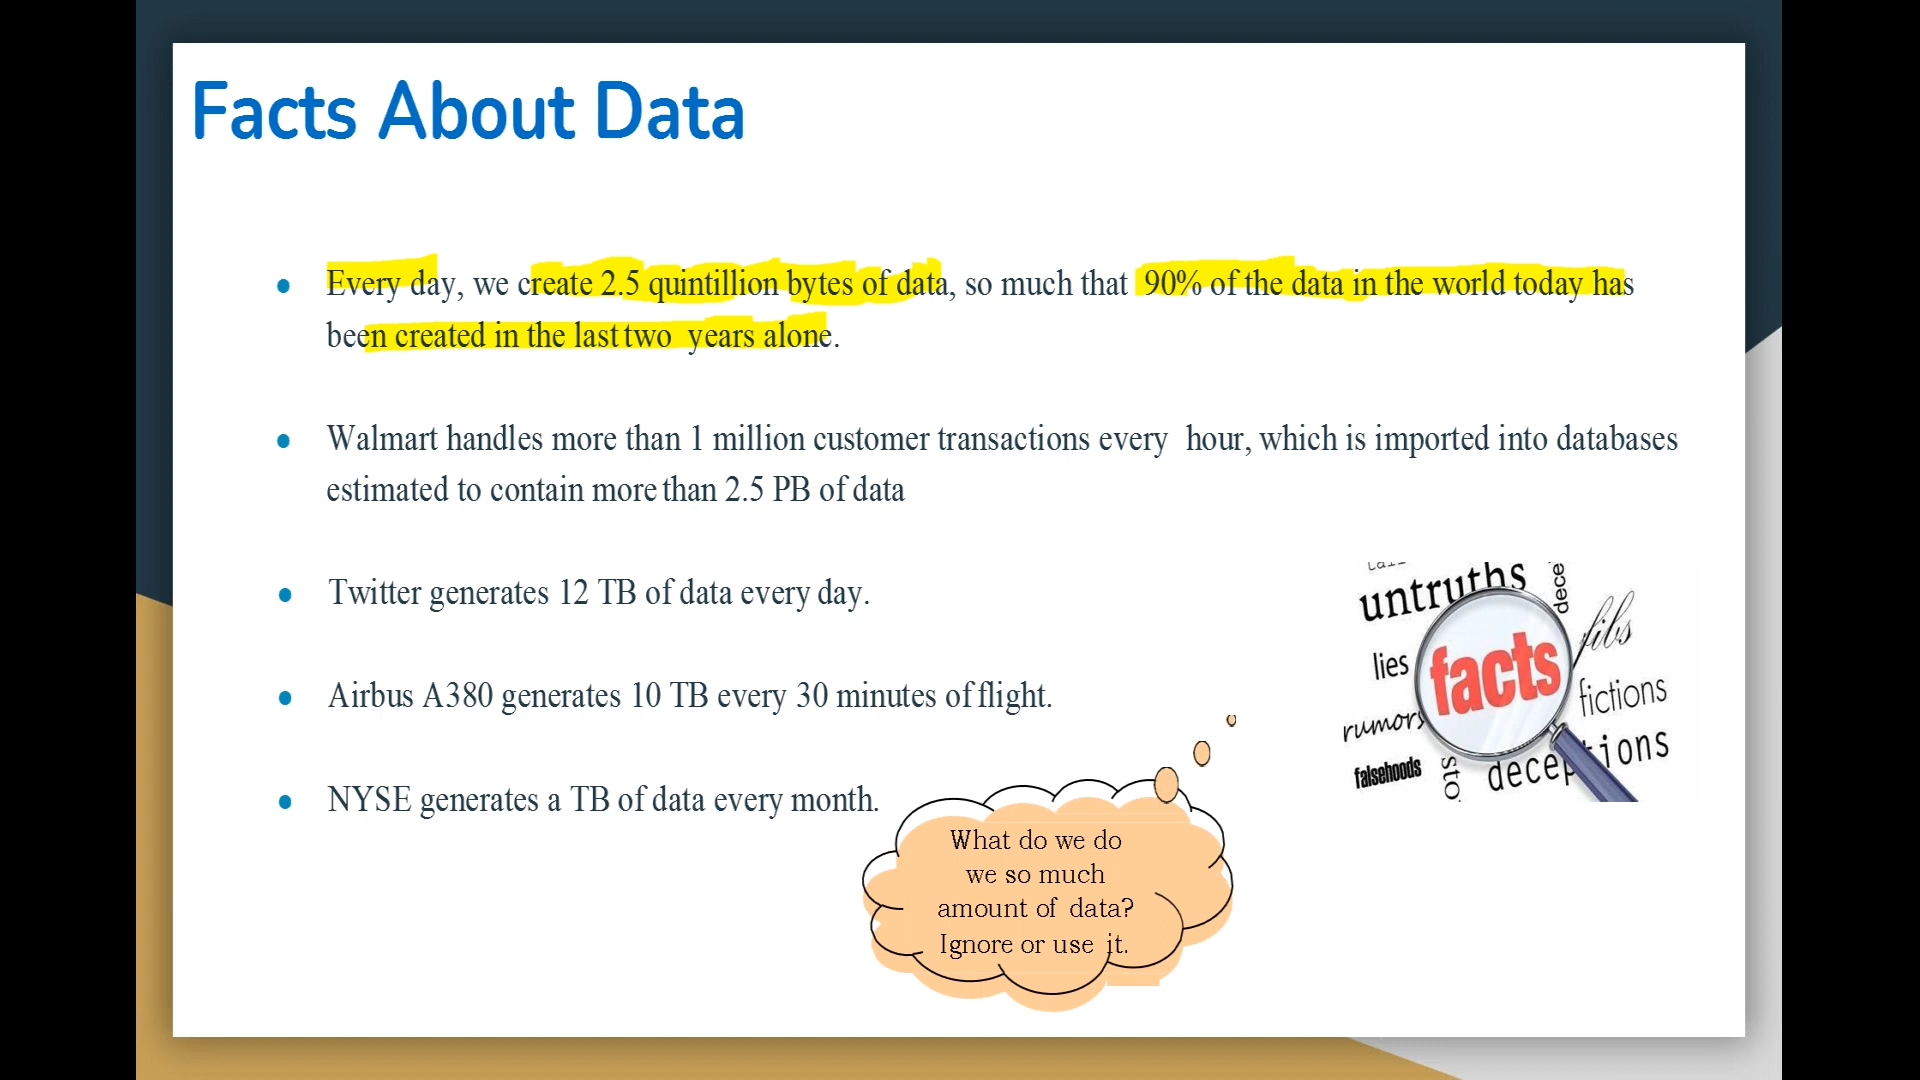 Facts About Data
Every day, we create 2.5 quintillion bytes of data, so much that 90% of the data in the world today has
been created in the last two years alone.
Walmart handles more than 1 million customer transactions every hour, which is imported into databases
estimated to contain more than 2.5 PB of data
Twitter generates 12 TB of data every day.
Airbus A380 generates 10 TB every 30 minutes of flight.
NYSE generates a TB of data every month.
What do we do
we so much
amount of data?
Ignore or use it.
untruths
dece
fibs
lies
facts
fictions
rumors
falsehoods
sto
deceptions